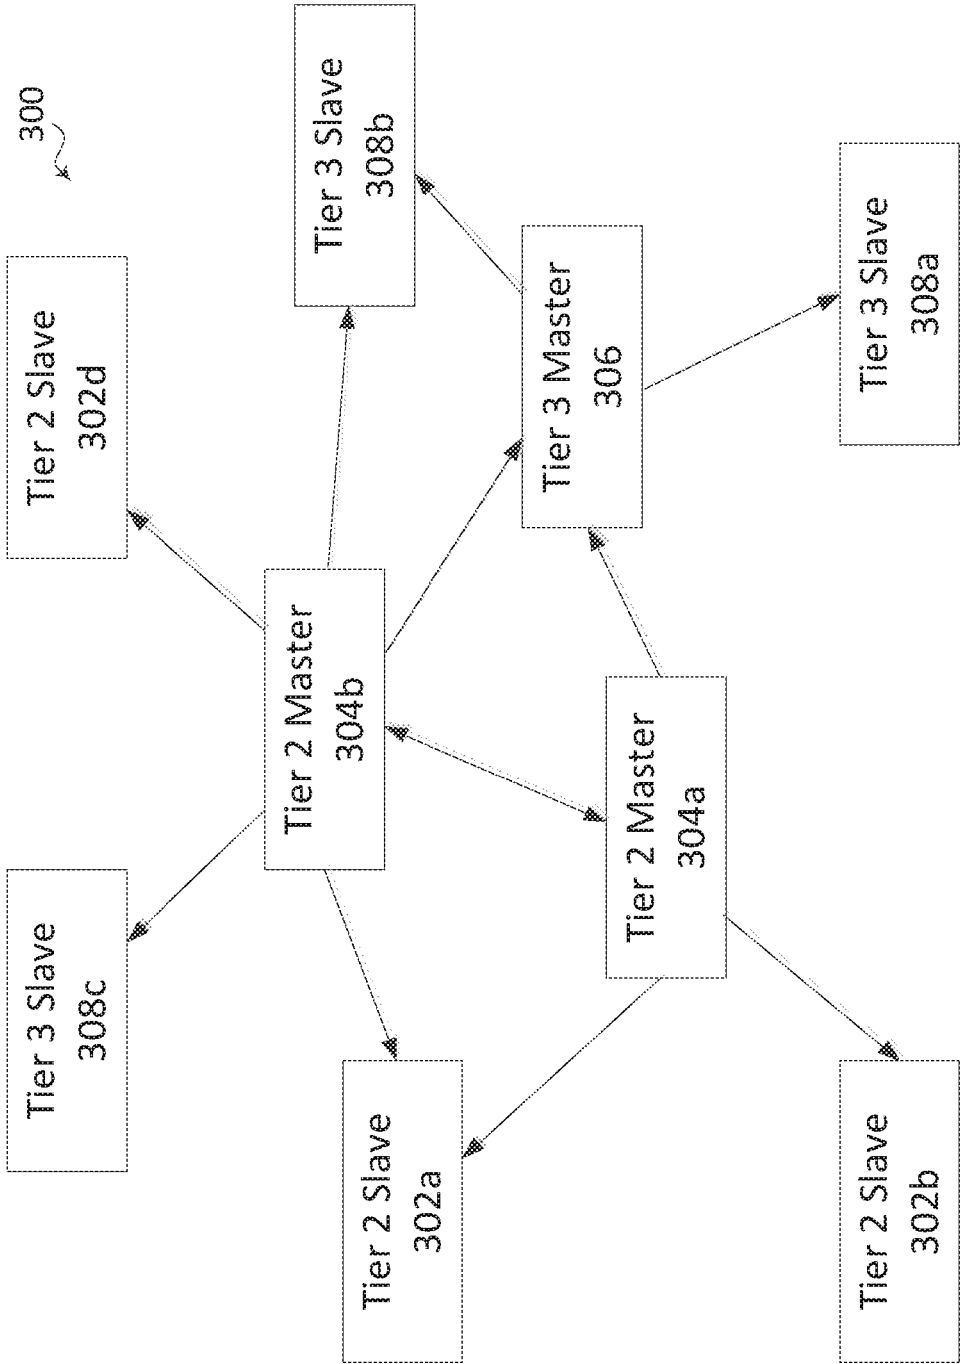 300
Tier 3 Slave
308c
Tier 2 Slave
302d
Tier 2 Master
304b
Tier 3 Slave
308b
Tier 2 Slave
302a
Tier 3 Master
306
Tier 2 Master
304a
Tier 2 Slave
302b
Tier 3 Slave
308a